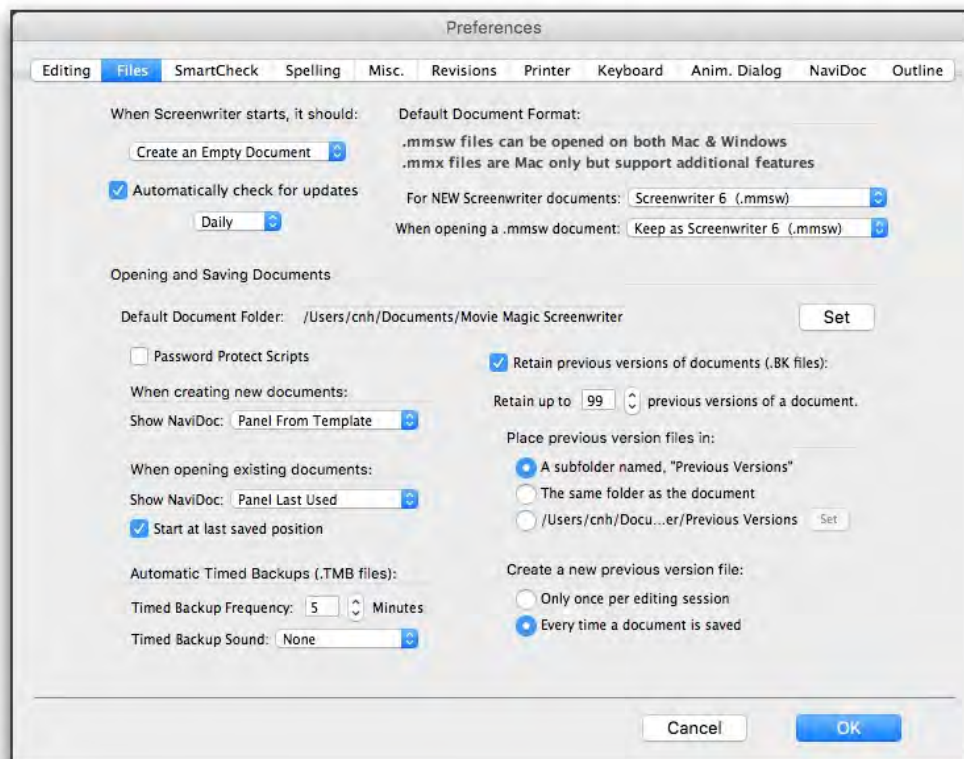 Preferences
Editing Files SmartCheck Spelling Misc. Revisions Printer Keyboard Anim. Dialog NaviDoc Outline
When Screenwriter starts, it should:
Create an Empty Document
Automatically check for updates
Daily
Default Document Format:
.mmsw files can be opened on both Mac & Windows
.mmx files are Mac only but support additional features
For NEW Screenwriter documents: Screenwriter 6 (.mmsw)
When opening a .mmsw document: Keep as Screenwriter 6 (.mmsw)
Opening and Saving Documents
Default Document Folder: /Users/cnh/Documents/Movie Magic Screenwriter Set
Password Protect Scripts
When creating new documents:
Show NaviDoc: Panel From Template
When opening existing documents:
Show NaviDoc: Panel Last Used
Start at last saved position
Automatic Timed Backups (.TMB files):
Timed Backup Frequency: 5 Minutes
Timed Backup Sound: None
Retain previous versions of documents (.BK files):
Retain up to 99 previous versions of a document.
Place previous version files in:
A subfolder named, "Previous Versions"
The same folder as the document
/Users/cnh/Docu...er/Previous Versions Set
Create a new previous version file:
Only once per editing session
Every time a document is saved
Cancel OK